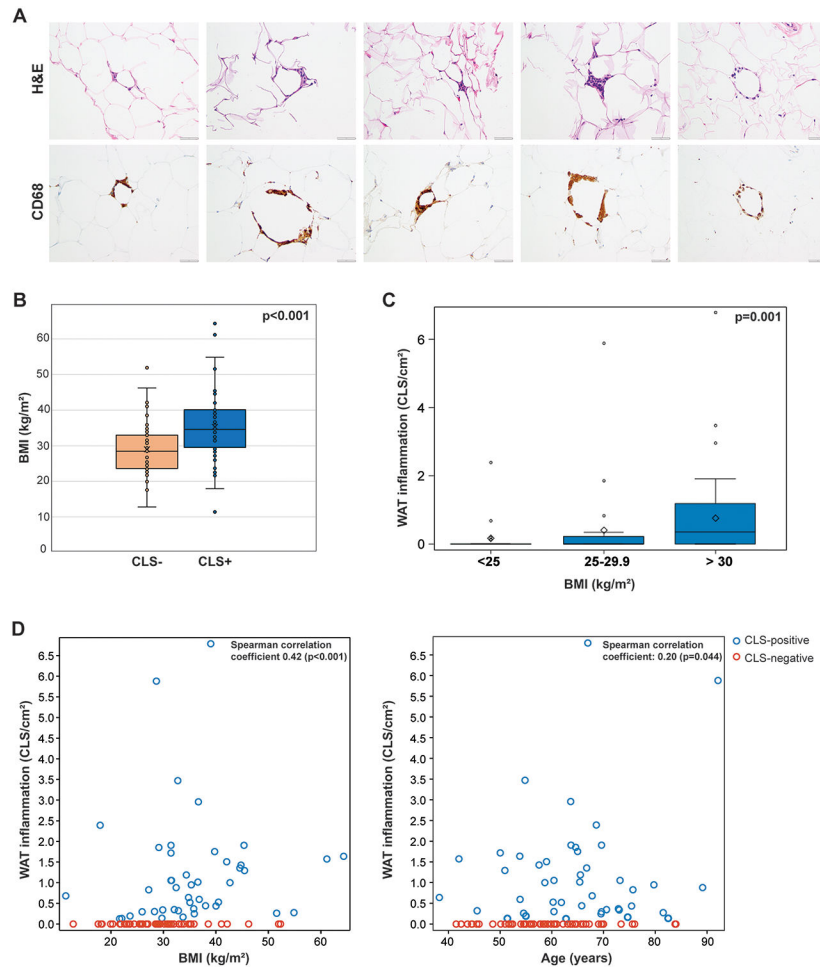 A
H&E
CD68
B
p<0.001
BMI (kg/m²)
60
50
40
30
20
10
0
CLS-
CLS+
C
p=0.001
WAT inflammation (CLS/cm²)
6
4
2
0
<25
25-29.9
> 30
BMI (kg/m²)
D
Spearman correlation
coefficient 0.42 (p<0.001)
WAT inflammation (CLS/cm²)
6.5
6.0
5.5
5.0
4.5
4.0
3.5
3.0
2.5
2.0
1.5
1.0
0.5
0.0
20
30
40
50
60
BMI (kg/m²)
Spearman correlation
coefficient: 0.20 (p=0.044)
WAT inflammation (CLS/cm²)
6.5
6.0
5.5
5.0
4.5
4.0
3.5
3.0
2.5
2.0
1.5
1.0
0.5
0.0
40
50
60
70
80
90
Age (years)
CLS-positive
CLS-negative